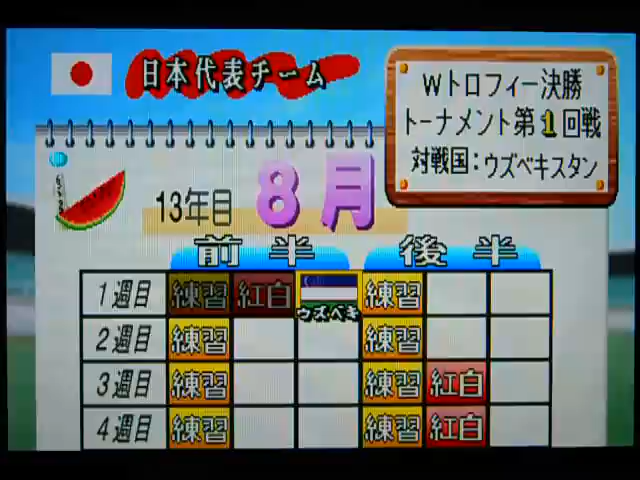 日本代表チーム
Wトロフィー決勝
トーナメント第1回戦
対戦国：ウズベキスタン
13年目 8月
前半 後半
1週目 練習 紅白 ウズベキ 練習
2週目 練習 練習
3週目 練習 練習 紅白
4週目 練習 練習 紅白